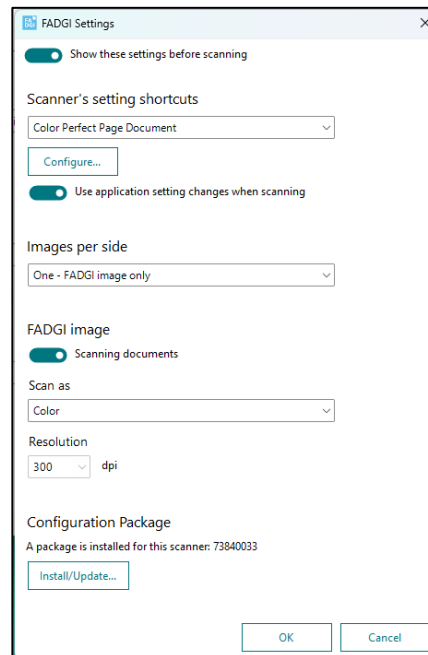 FADGI Settings
Show these settings before scanning
Scanner's setting shortcuts
Color Perfect Page Document
Configure...
Use application setting changes when scanning
Images per side
One - FADGI image only
FADGI image
Scanning documents
Scan as
Color
Resolution
300 dpi
Configuration Package
A package is installed for this scanner: 73840033
Install/Update...
OK Cancel